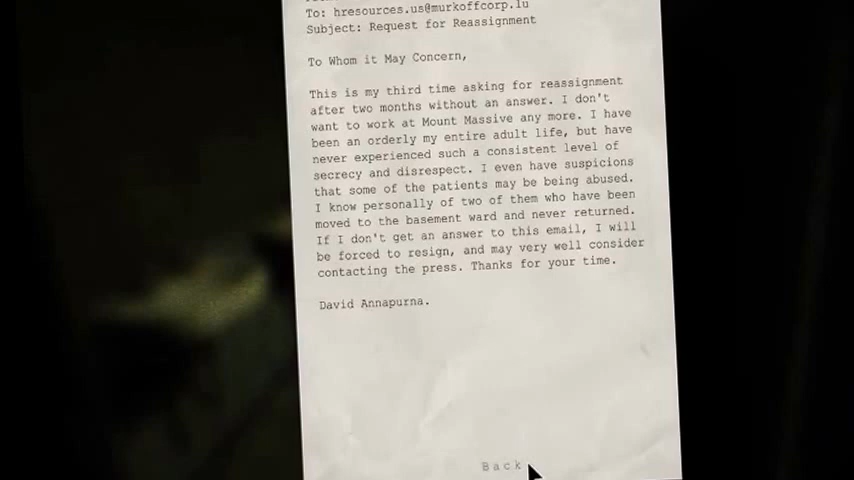 To: hresources.us@murkoffcorp.lu
Subject: Request for Reassignment
To Whom it May Concern,
This is my third time asking for reassignment
after two months without an answer. I don't
want to work at Mount Massive any more. I have
been an orderly my entire adult life, but have
never experienced such a consistent level of
secrecy and disrespect. I even have suspicions
that some of the patients may be being abused.
I know personally of two of them who have been
moved to the basement ward and never returned.
If I don't get an answer to this email, I will
be forced to resign, and may very well consider
contacting the press. Thanks for your time.
David Annapurna.
Back